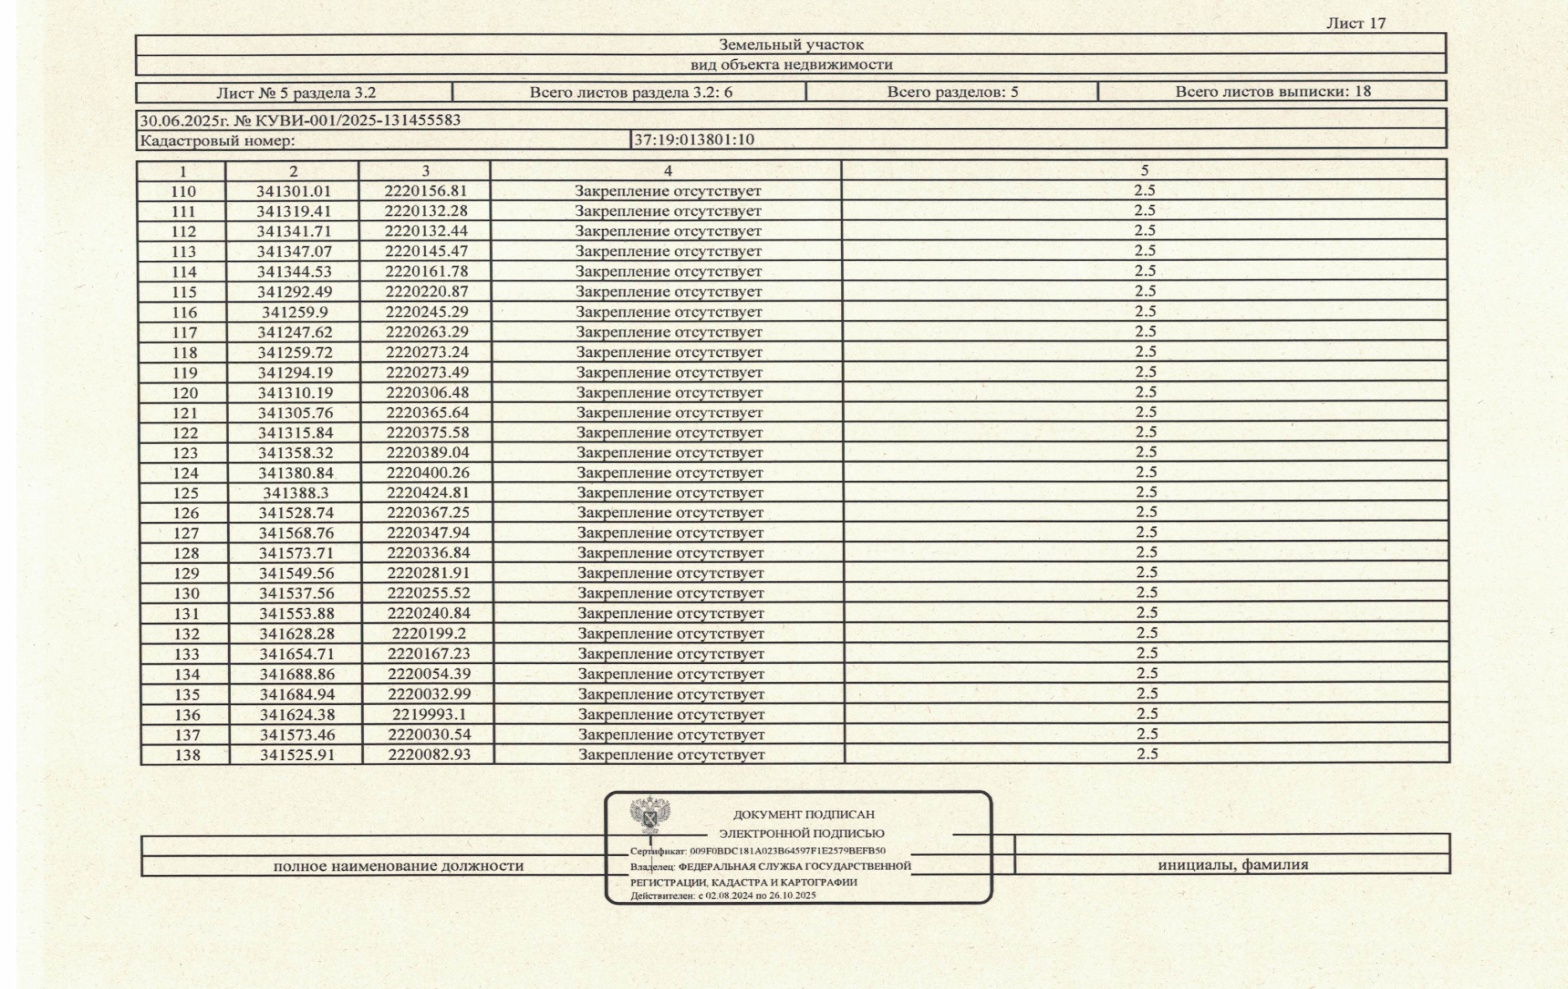 Лист 17
Земельный участок
вид объекта недвижимости
Лист № 5 раздела 3.2 Всего листов раздела 3.2: 6 Всего разделов: 5 Всего листов выписки: 18
30.06.2025г. № КУВИ-001/2025-131455583
Кадастровый номер: 37:19:013801:10
1 2 3 4 5
110 341301.01 2220156.81 Закрепление отсутствует 2.5
111 341319.41 2220132.28 Закрепление отсутствует 2.5
112 341341.71 2220132.44 Закрепление отсутствует 2.5
113 341347.07 2220145.47 Закрепление отсутствует 2.5
114 341344.53 2220161.78 Закрепление отсутствует 2.5
115 341292.49 2220220.87 Закрепление отсутствует 2.5
116 341259.9 2220245.29 Закрепление отсутствует 2.5
117 341247.62 2220263.29 Закрепление отсутствует 2.5
118 341259.72 2220273.24 Закрепление отсутствует 2.5
119 341294.19 2220273.49 Закрепление отсутствует 2.5
120 341310.19 2220306.48 Закрепление отсутствует 2.5
121 341305.76 2220365.64 Закрепление отсутствует 2.5
122 341315.84 2220375.58 Закрепление отсутствует 2.5
123 341358.32 2220389.04 Закрепление отсутствует 2.5
124 341380.84 2220400.26 Закрепление отсутствует 2.5
125 341388.3 2220424.81 Закрепление отсутствует 2.5
126 341528.74 2220367.25 Закрепление отсутствует 2.5
127 341568.76 2220347.94 Закрепление отсутствует 2.5
128 341573.71 2220336.84 Закрепление отсутствует 2.5
129 341549.56 2220281.91 Закрепление отсутствует 2.5
130 341537.56 2220255.52 Закрепление отсутствует 2.5
131 341553.88 2220240.84 Закрепление отсутствует 2.5
132 341628.28 2220199.2 Закрепление отсутствует 2.5
133 341654.71 2220167.23 Закрепление отсутствует 2.5
134 341688.86 2220054.39 Закрепление отсутствует 2.5
135 341684.94 2220032.99 Закрепление отсутствует 2.5
136 341624.38 2219993.1 Закрепление отсутствует 2.5
137 341573.46 2220030.54 Закрепление отсутствует 2.5
138 341525.91 2220082.93 Закрепление отсутствует 2.5
ДОКУМЕНТ ПОДПИСАН
ЭЛЕКТРОННОЙ ПОДПИСЬЮ
Сертификат: 009F0BDC181A023B64597F1E2579BEFB50
Владелец: ФЕДЕРАЛЬНАЯ СЛУЖБА ГОСУДАРСТВЕННОЙ
РЕГИСТРАЦИИ, КАДАСТРА И КАРТОГРАФИИ
Действителен: с 02.08.2024 по 26.10.2025
полное наименование должности инициалы, фамилия